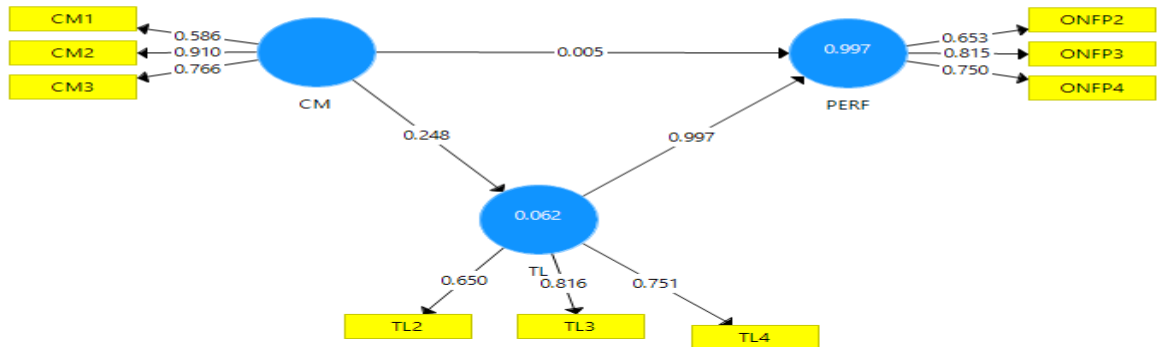 CM1
CM2
CM3
0.586
0.910
0.766
CM
0.005
0.997
PERF
0.653
0.815
0.750
ONFP2
ONFP3
ONFP4
0.248
0.997
0.062
TL
0.650
0.816
0.751
TL2
TL3
TL4